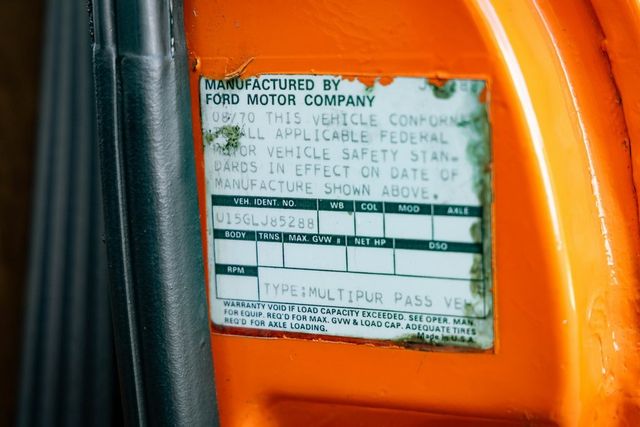 MANUFACTURED BY
FORD MOTOR COMPANY
08/70 THIS VEHICLE CONFORM
ALL APPLICABLE FEDERAL
MOTOR VEHICLE SAFETY STAN-
DARDS IN EFFECT ON DATE OF
MANUFACTURE SHOWN ABOVE.
VEH. IDENT. NO. WB COL MOD AXLE
U15GLJ85288
BODY TRNS MAX. GVW # NET HP DSO
RPM
TYPE:MULTIPUR PASS VEH
WARRANTY VOID IF LOAD CAPACITY EXCEEDED. SEE OPER. MAN
FOR EQUIP. REQ'D FOR MAX. GVW & LOAD CAP. ADEQUATE TIRES
REQ'D FOR AXLE LOADING.
Made in U.S.A.